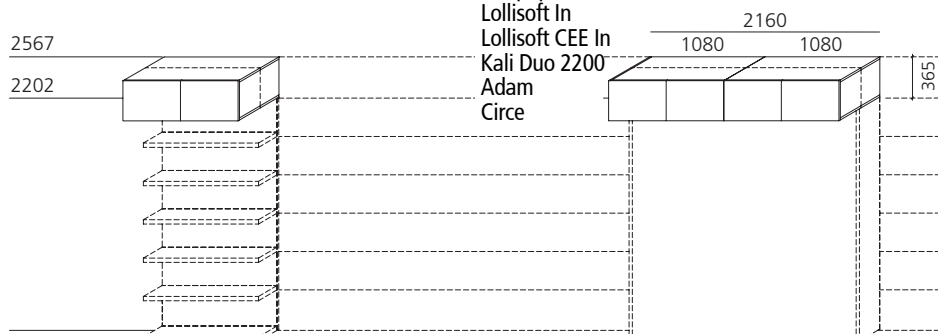 Lollisoft In
Lollisoft CEE In
Kali Duo 2200
Adam
Circe
2567
2202
2160
1080 1080
365